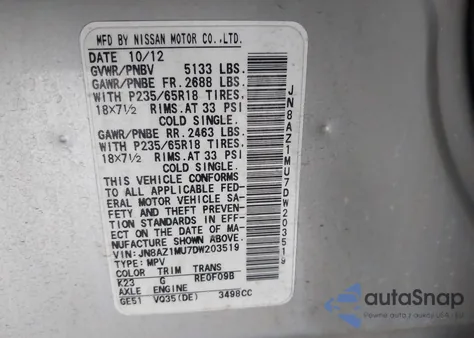 MFD BY NISSAN MOTOR CO.,LTD.
DATE 10/12
GVWR/PNBV 5133 LBS.
GAWR/PNBE FR. 2688 LBS.
WITH P235/65R18 TIRES.
18X7½ RIMS.AT 33 PSI
COLD SINGLE.
GAWR/PNBE RR. 2463 LBS.
WITH P235/65R18 TIRES.
18X7½ RIMS.AT 33 PSI
COLD SINGLE.
THIS VEHICLE CONFORMS
TO ALL APPLICABLE FED-
ERAL MOTOR VEHICLE SA-
FETY AND THEFT PREVEN-
TION STANDARDS IN EFF-
ECT ON THE DATE OF MA-
NUFACTURE SHOWN ABOVE.
VIN:JN8AZ1MU7DW203519
TYPE: MPV
COLOR TRIM TRANS
K23 G RE0F09B
AXLE ENGINE
GE51 VQ35(DE) 3498CC
JN8AZ1MU7DW203519
autoSnap